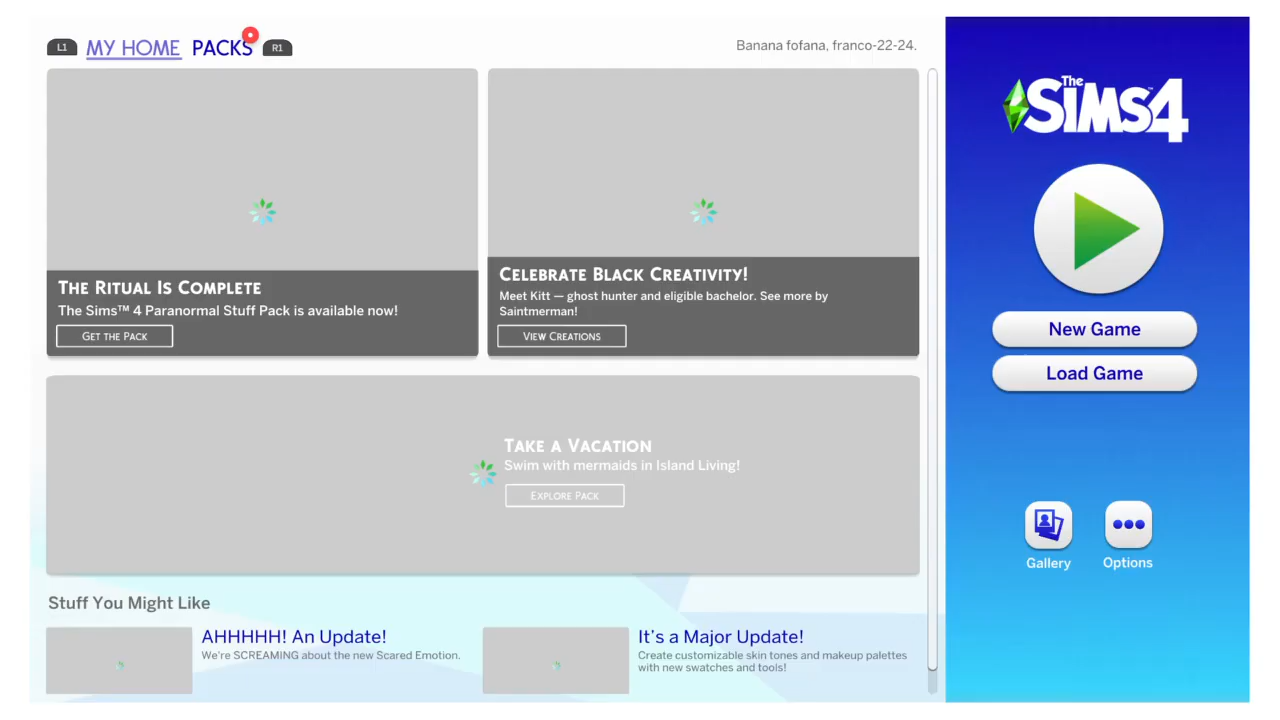 L1 MY HOME PACKS R1
Banana fofana, franco-22-24.
The Ritual Is Complete
The Sims™ 4 Paranormal Stuff Pack is available now!
Get the Pack
Celebrate Black Creativity!
Meet Kitt — ghost hunter and eligible bachelor. See more by
Saintmerman!
View Creations
Take a Vacation
Swim with mermaids in Island Living!
Explore Pack
Stuff You Might Like
AHHHHH! An Update!
We're SCREAMING about the new Scared Emotion.
It's a Major Update!
Create customizable skin tones and makeup palettes
with new swatches and tools!
The Sims 4
New Game
Load Game
Gallery
Options